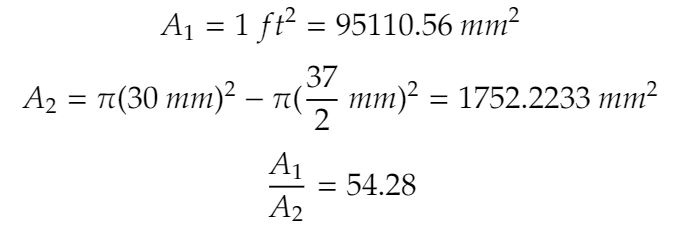 A₁ = 1 ft² = 95110.56 mm²
A₂ = π(30 mm)² − π(37/2 mm)² = 1752.2233 mm²
A₁/A₂ = 54.28